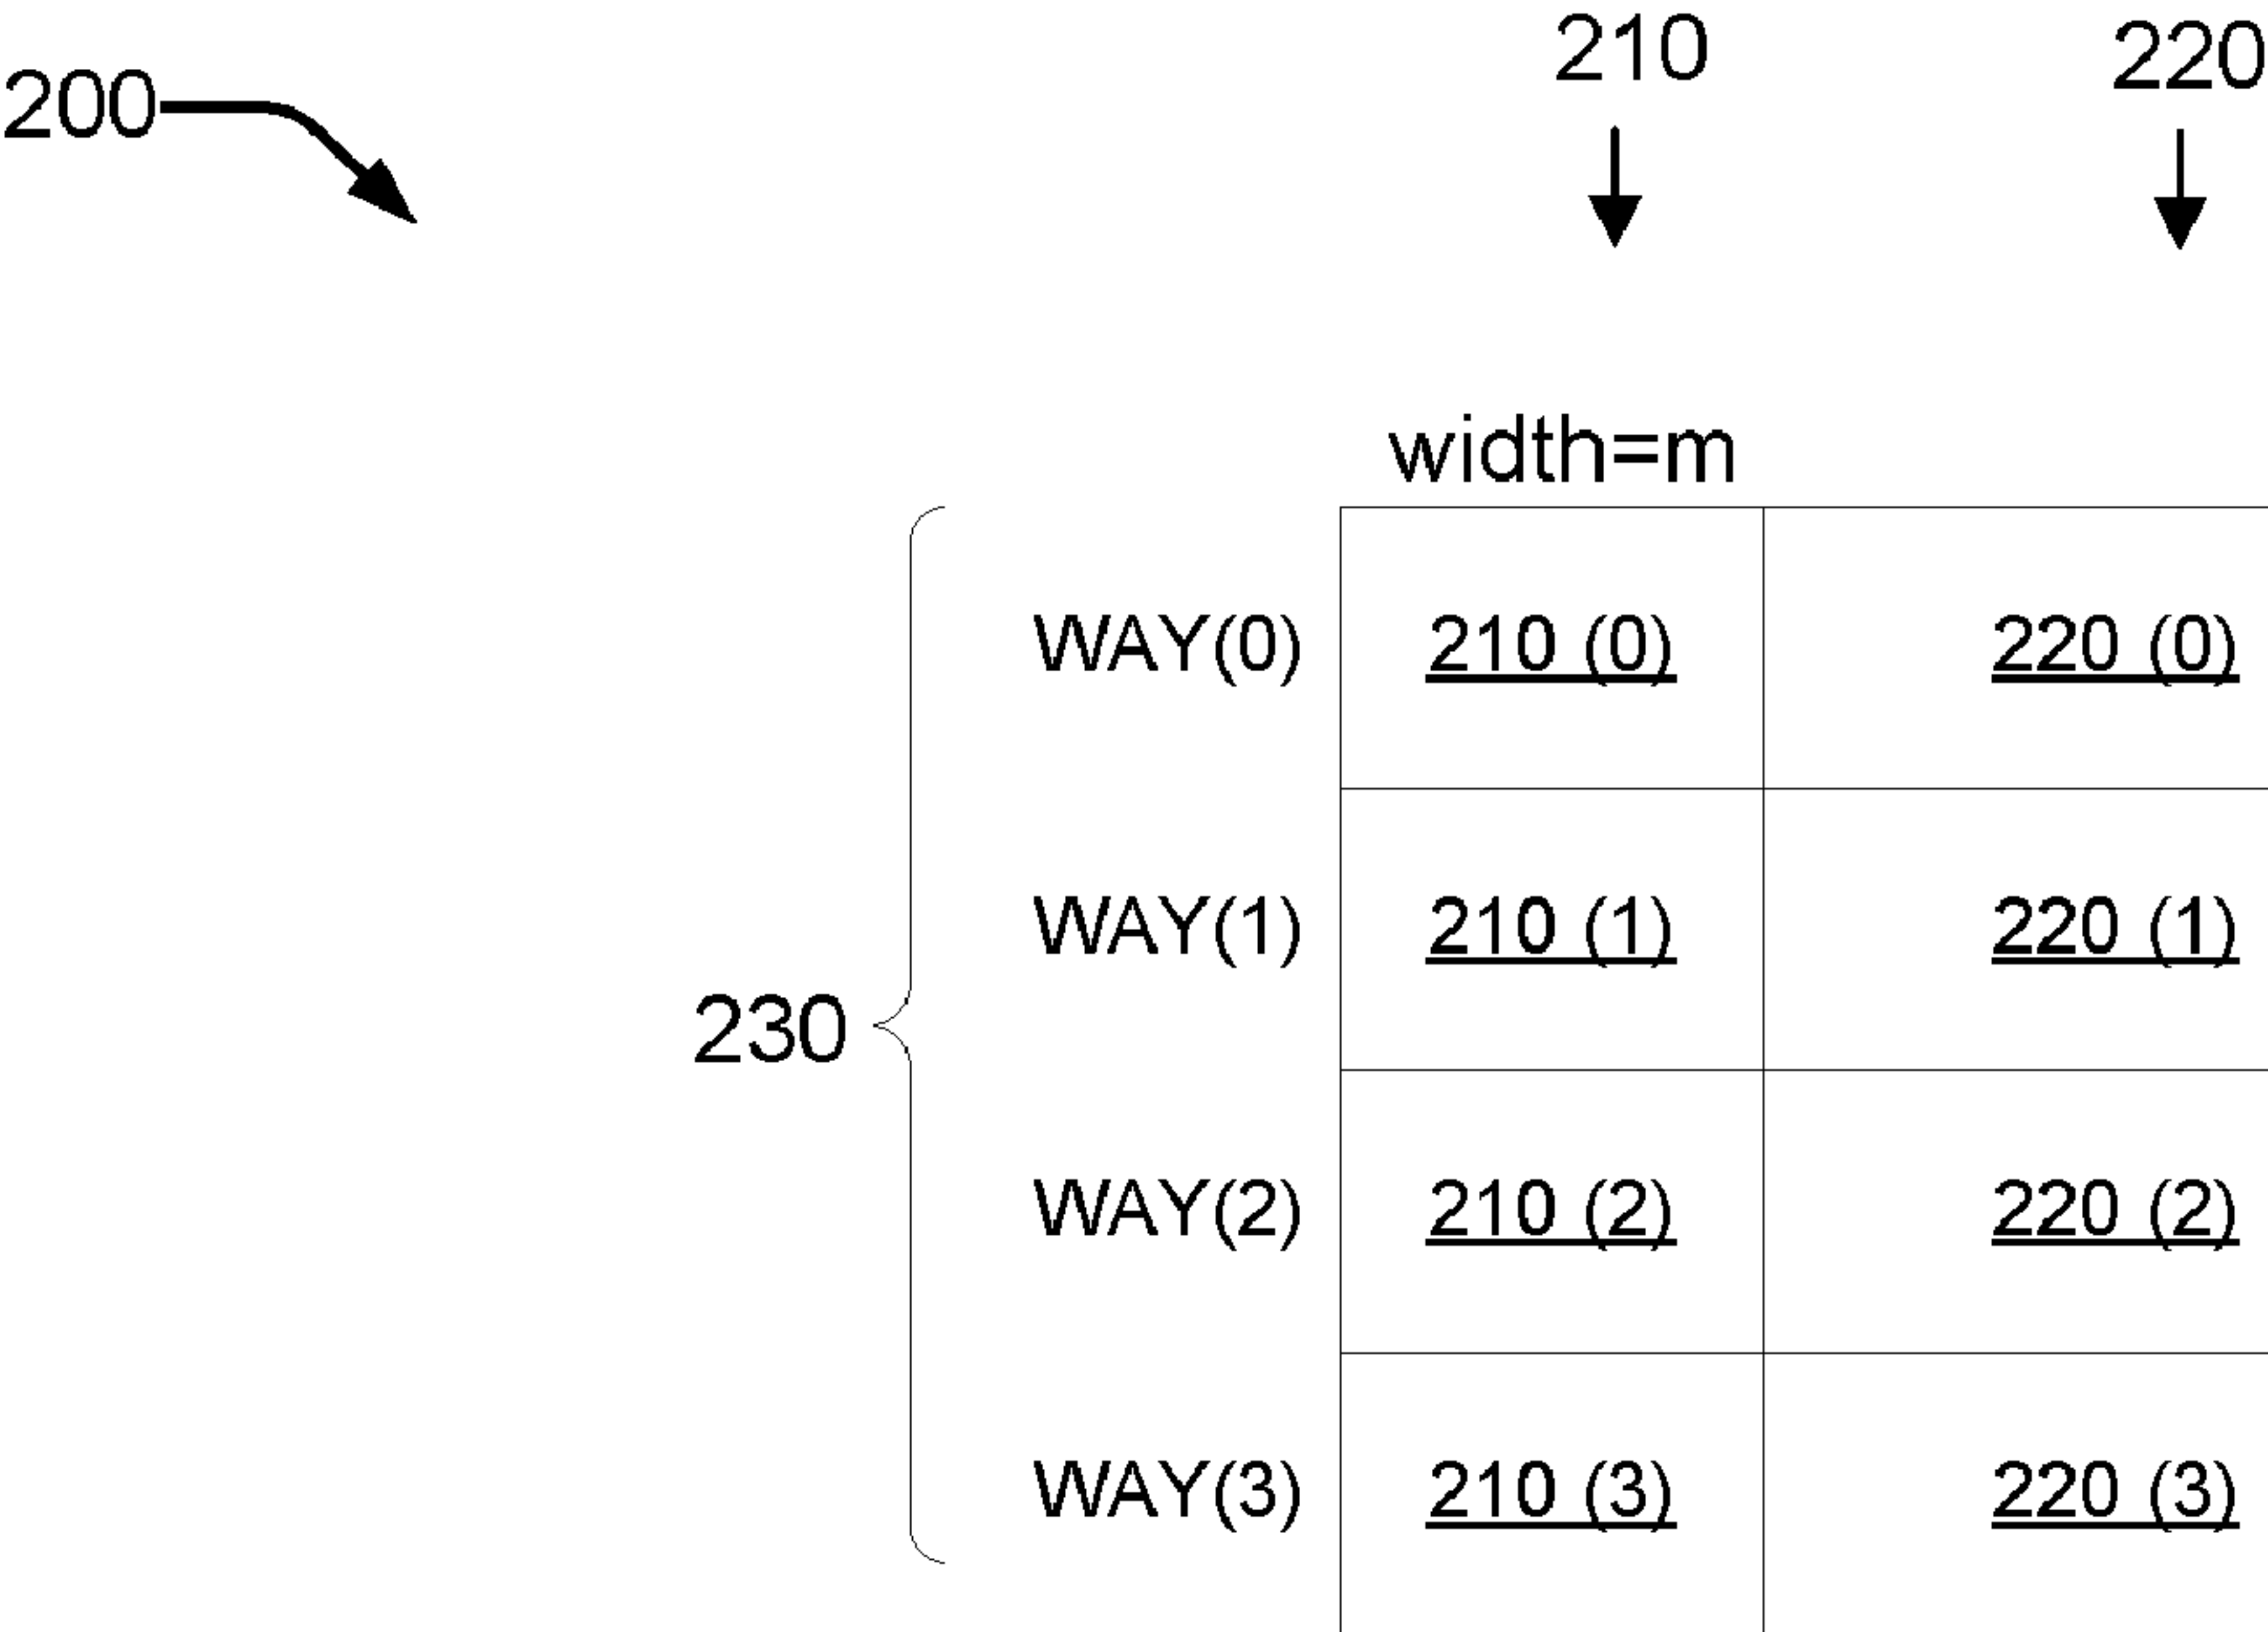 210 220
200
width=m
WAY(0) 210 (0) 220 (0)
WAY(1) 210 (1) 220 (1)
230
WAY(2) 210 (2) 220 (2)
WAY(3) 210 (3) 220 (3)